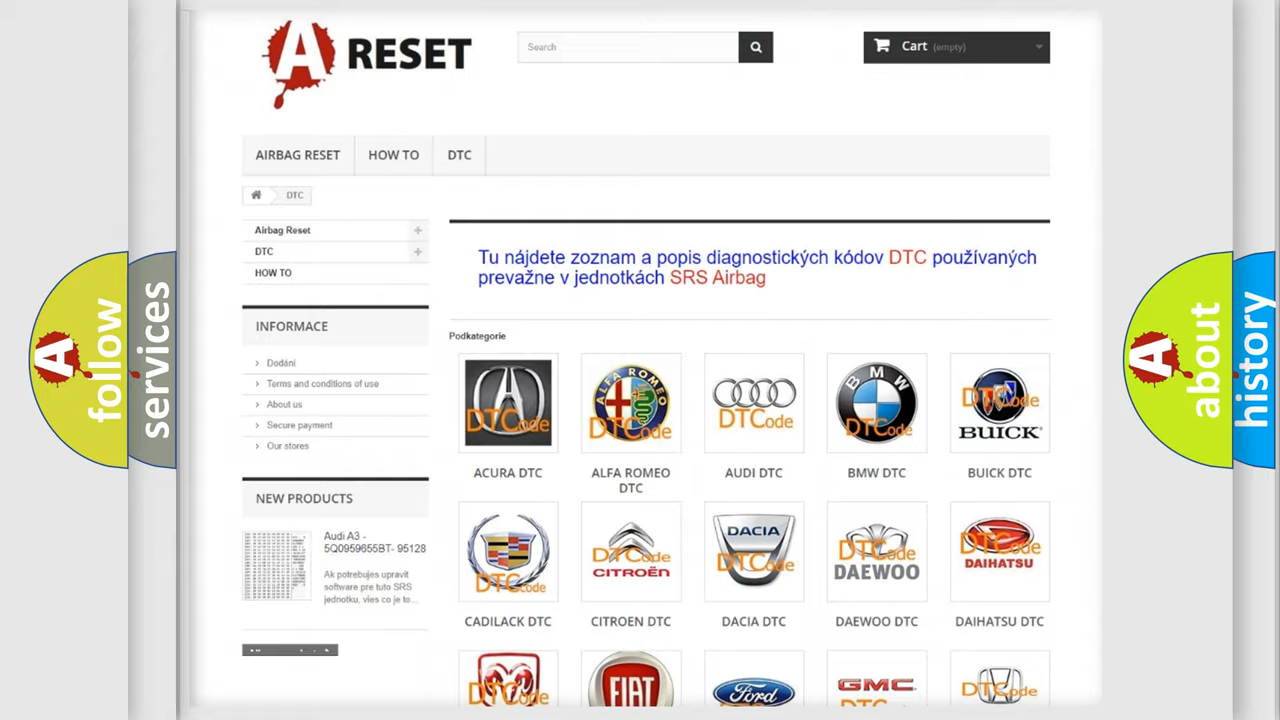 A RESET
Search
Cart (empty)
AIRBAG RESET
HOW TO
DTC
DTC
Airbag Reset
DTC
HOW TO
INFORMACE
Dodání
Terms and conditions of use
About us
Secure payment
Our stores
NEW PRODUCTS
Audi A3 -
5Q0959655BT- 95128
Ak potrebujes upravit
software pre tuto SRS
jednotku, vies co je to...
Tu nájdete zoznam a popis diagnostických kódov DTC používaných
prevažne v jednotkách SRS Airbag
Podkategorie
DTCode
ALFA ROMEO
DTCode
DTCode
BMW
DTCode
DTCode
BUICK
ACURA DTC
ALFA ROMEO
DTC
AUDI DTC
BMW DTC
BUICK DTC
DTCode
DTCode
CITROËN
DACIA
DTCode
DTCode
DAEWOO
DTCode
DAIHATSU
CADILACK DTC
CITROEN DTC
DACIA DTC
DAEWOO DTC
DAIHATSU DTC
DTCode
FIAT
Ford
GMC
DTCode
A
follow
services
A
about
history